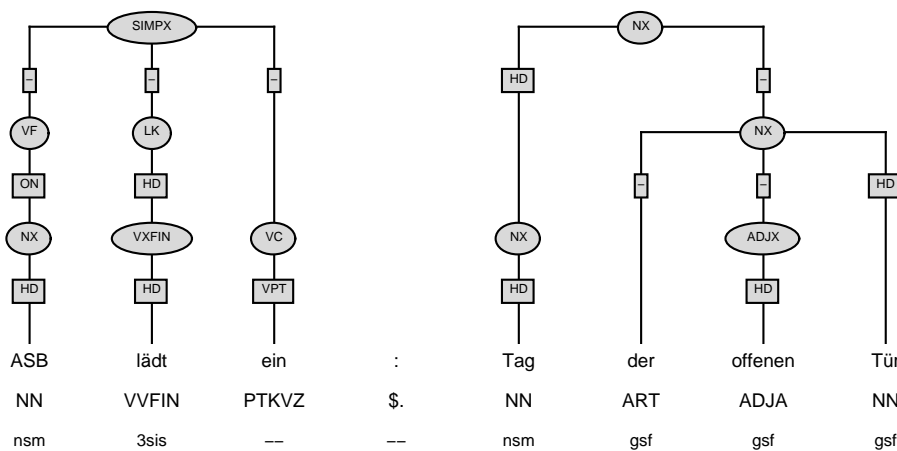 SIMPX NX
– – – HD –
VF LK NX
ON HD – – HD
NX VXFIN VC NX ADJX
HD HD VPT HD HD
ASB lädt ein : Tag der offenen Tür
NN VVFIN PTKVZ $. NN ART ADJA NN
nsm 3sis –– –– nsm gsf gsf gsf